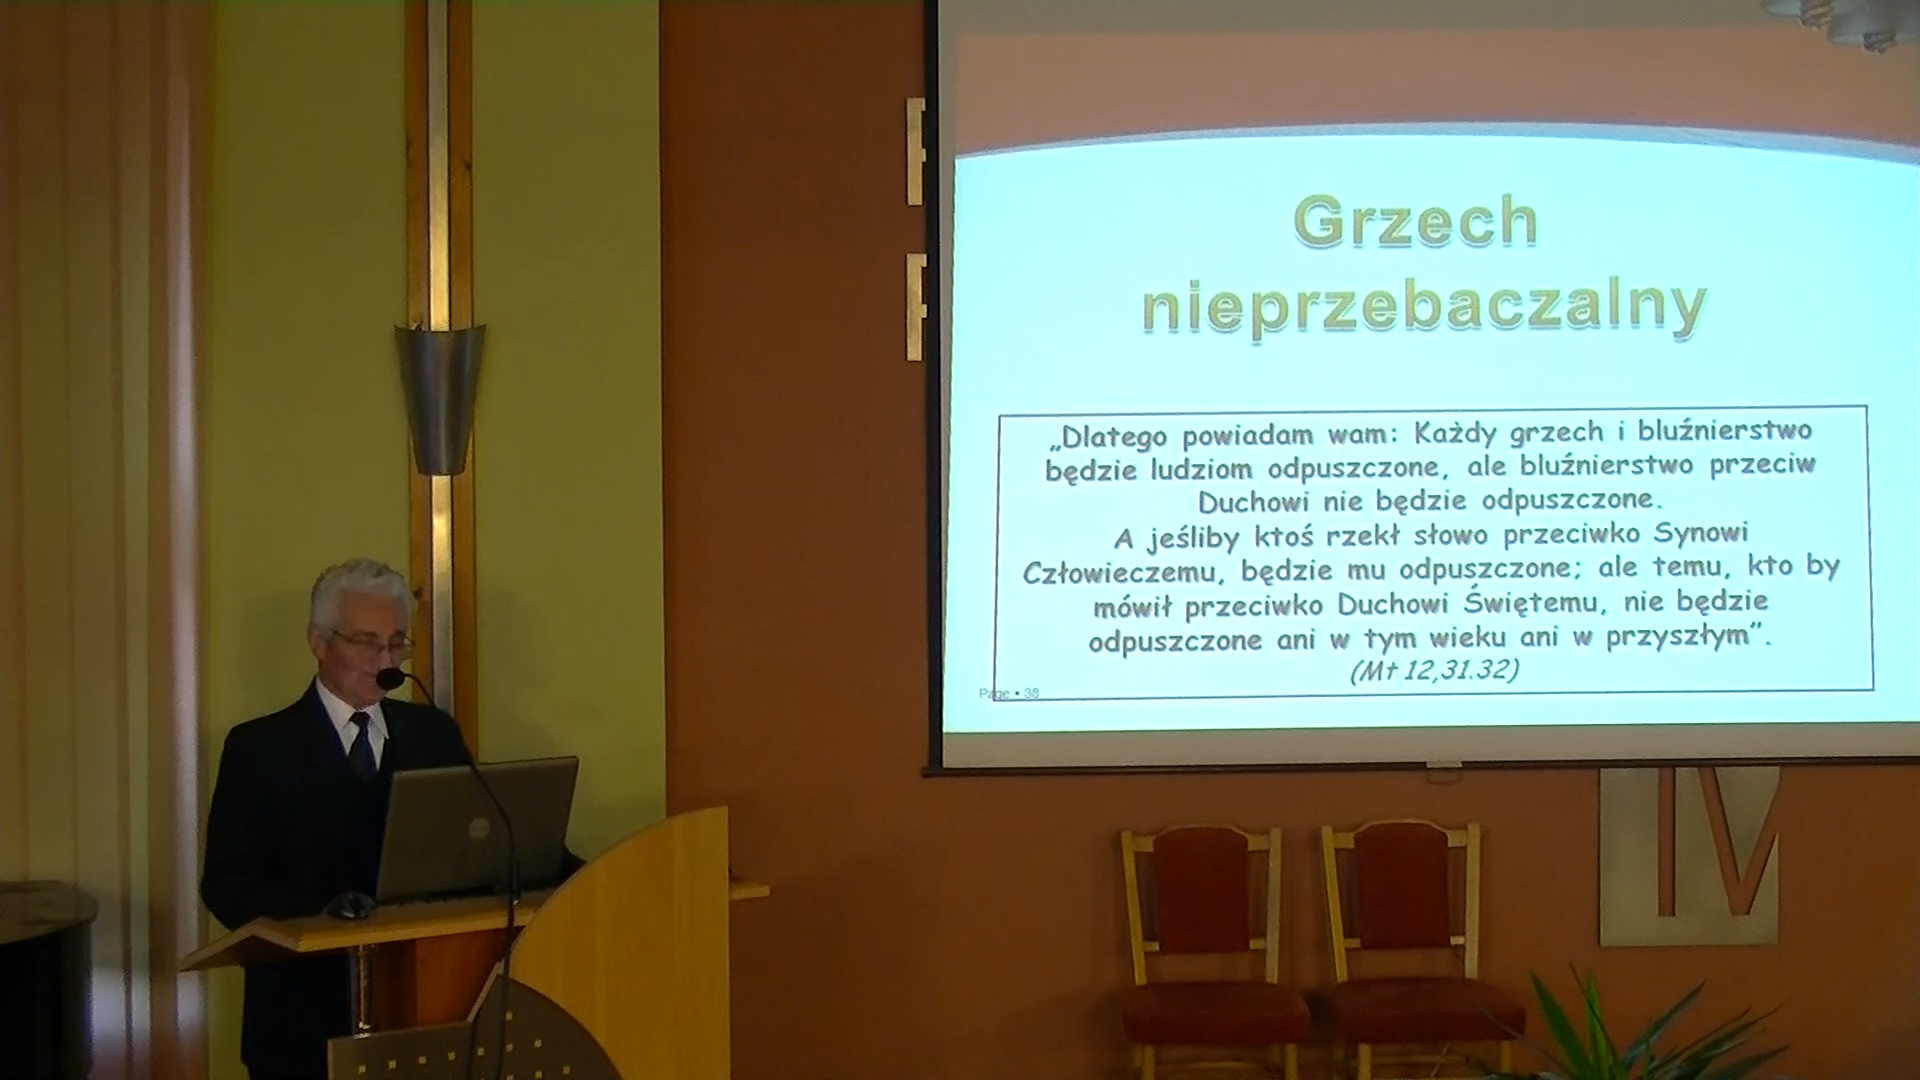 Grzech
nieprzebaczalny
„Dlatego powiadam wam: Każdy grzech i bluźnierstwo
będzie ludziom odpuszczone, ale bluźnierstwo przeciw
Duchowi nie będzie odpuszczone.
A jeśliby ktoś rzekł słowo przeciwko Synowi
Człowieczemu, będzie mu odpuszczone; ale temu, kto by
mówił przeciwko Duchowi Świętemu, nie będzie
odpuszczone ani w tym wieku ani w przyszłym”.
(Mt 12,31.32)
Page • 38
IV